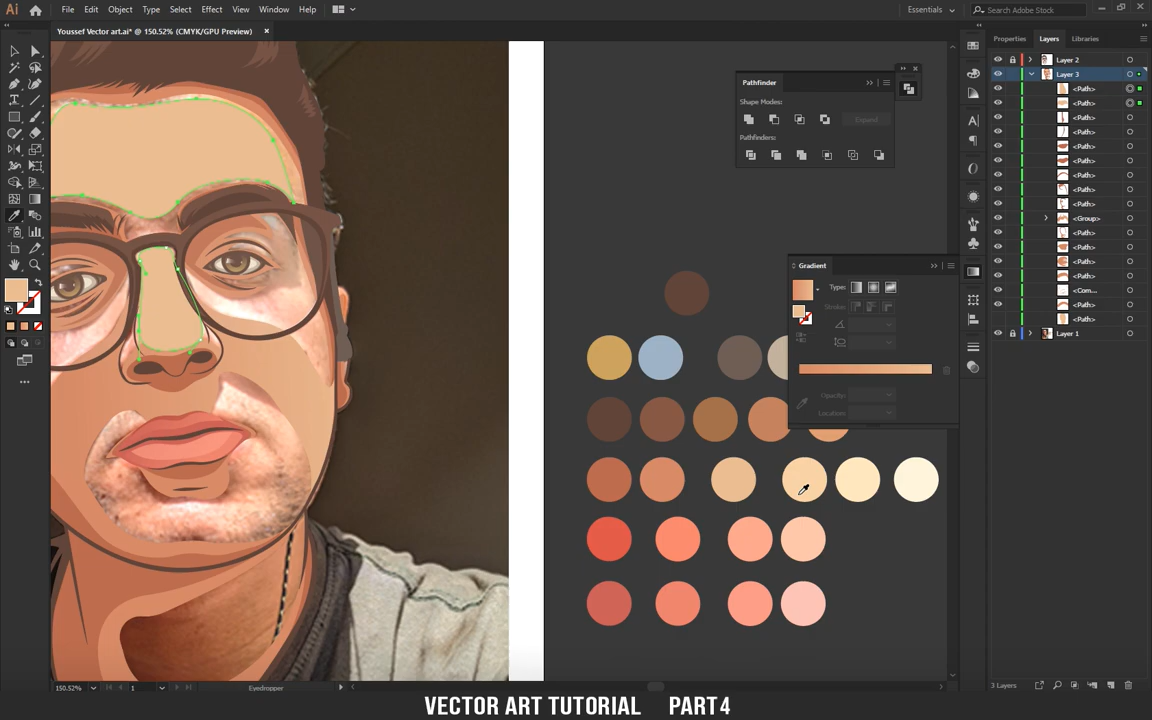 Ai File Edit Object Type Select Effect View Window Help Essentials Search Adobe Stock
Youssef Vector art.ai* @ 150.52% (CMYK/GPU Preview)
Properties Layers Libraries
Layer 2
Layer 3
<Path>
<Path>
<Path>
<Path>
<Path>
<Path>
<Path>
<Path>
<Path>
<Group>
<Path>
<Path>
<Path>
<Path>
<Com...
<Path>
<Path>
Layer 1
Pathfinder
Shape Modes:
Expand
Pathfinders:
Gradient
Type:
Stroke:
Opacity:
Location:
150.52% 1 Eyedropper
3 Layers
VECTOR ART TUTORIAL PART 4